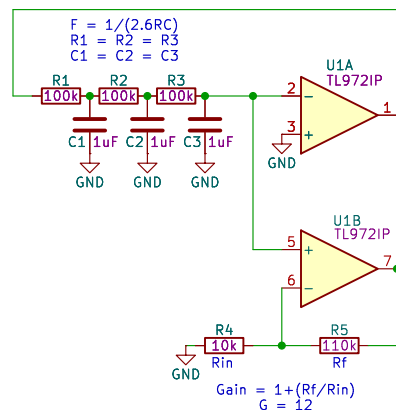 F = 1/(2.6RC)
R1 = R2 = R3
C1 = C2 = C3
U1A
TL972IP
R1 R2 R3
100k 100k 100k
2
1
3
GND
C1 1uF C2 1uF C3 1uF
GND GND GND
U1B
TL972IP
5
7
6
R4 R5
10k 110k
Rin Rf
GND
Gain = 1+(Rf/Rin)
G = 12